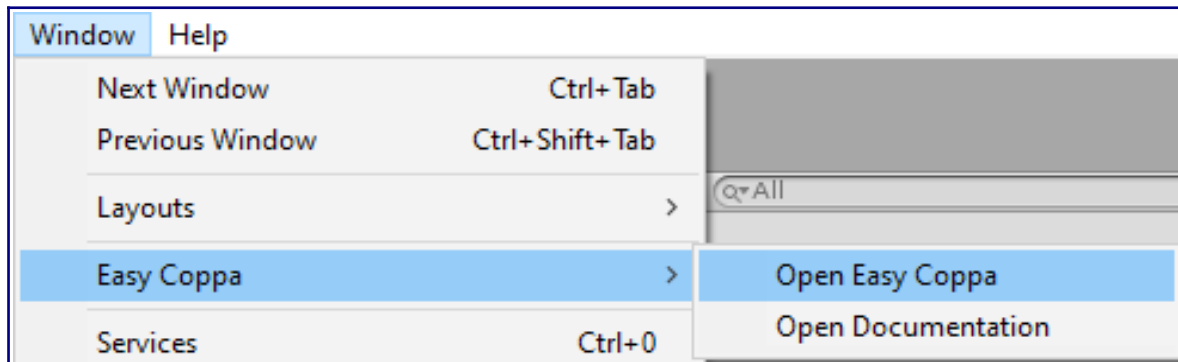 Window Help
Next Window Ctrl+Tab
Previous Window Ctrl+Shift+Tab
All
Layouts
Easy Coppa
Open Easy Coppa
Open Documentation
Services Ctrl+0